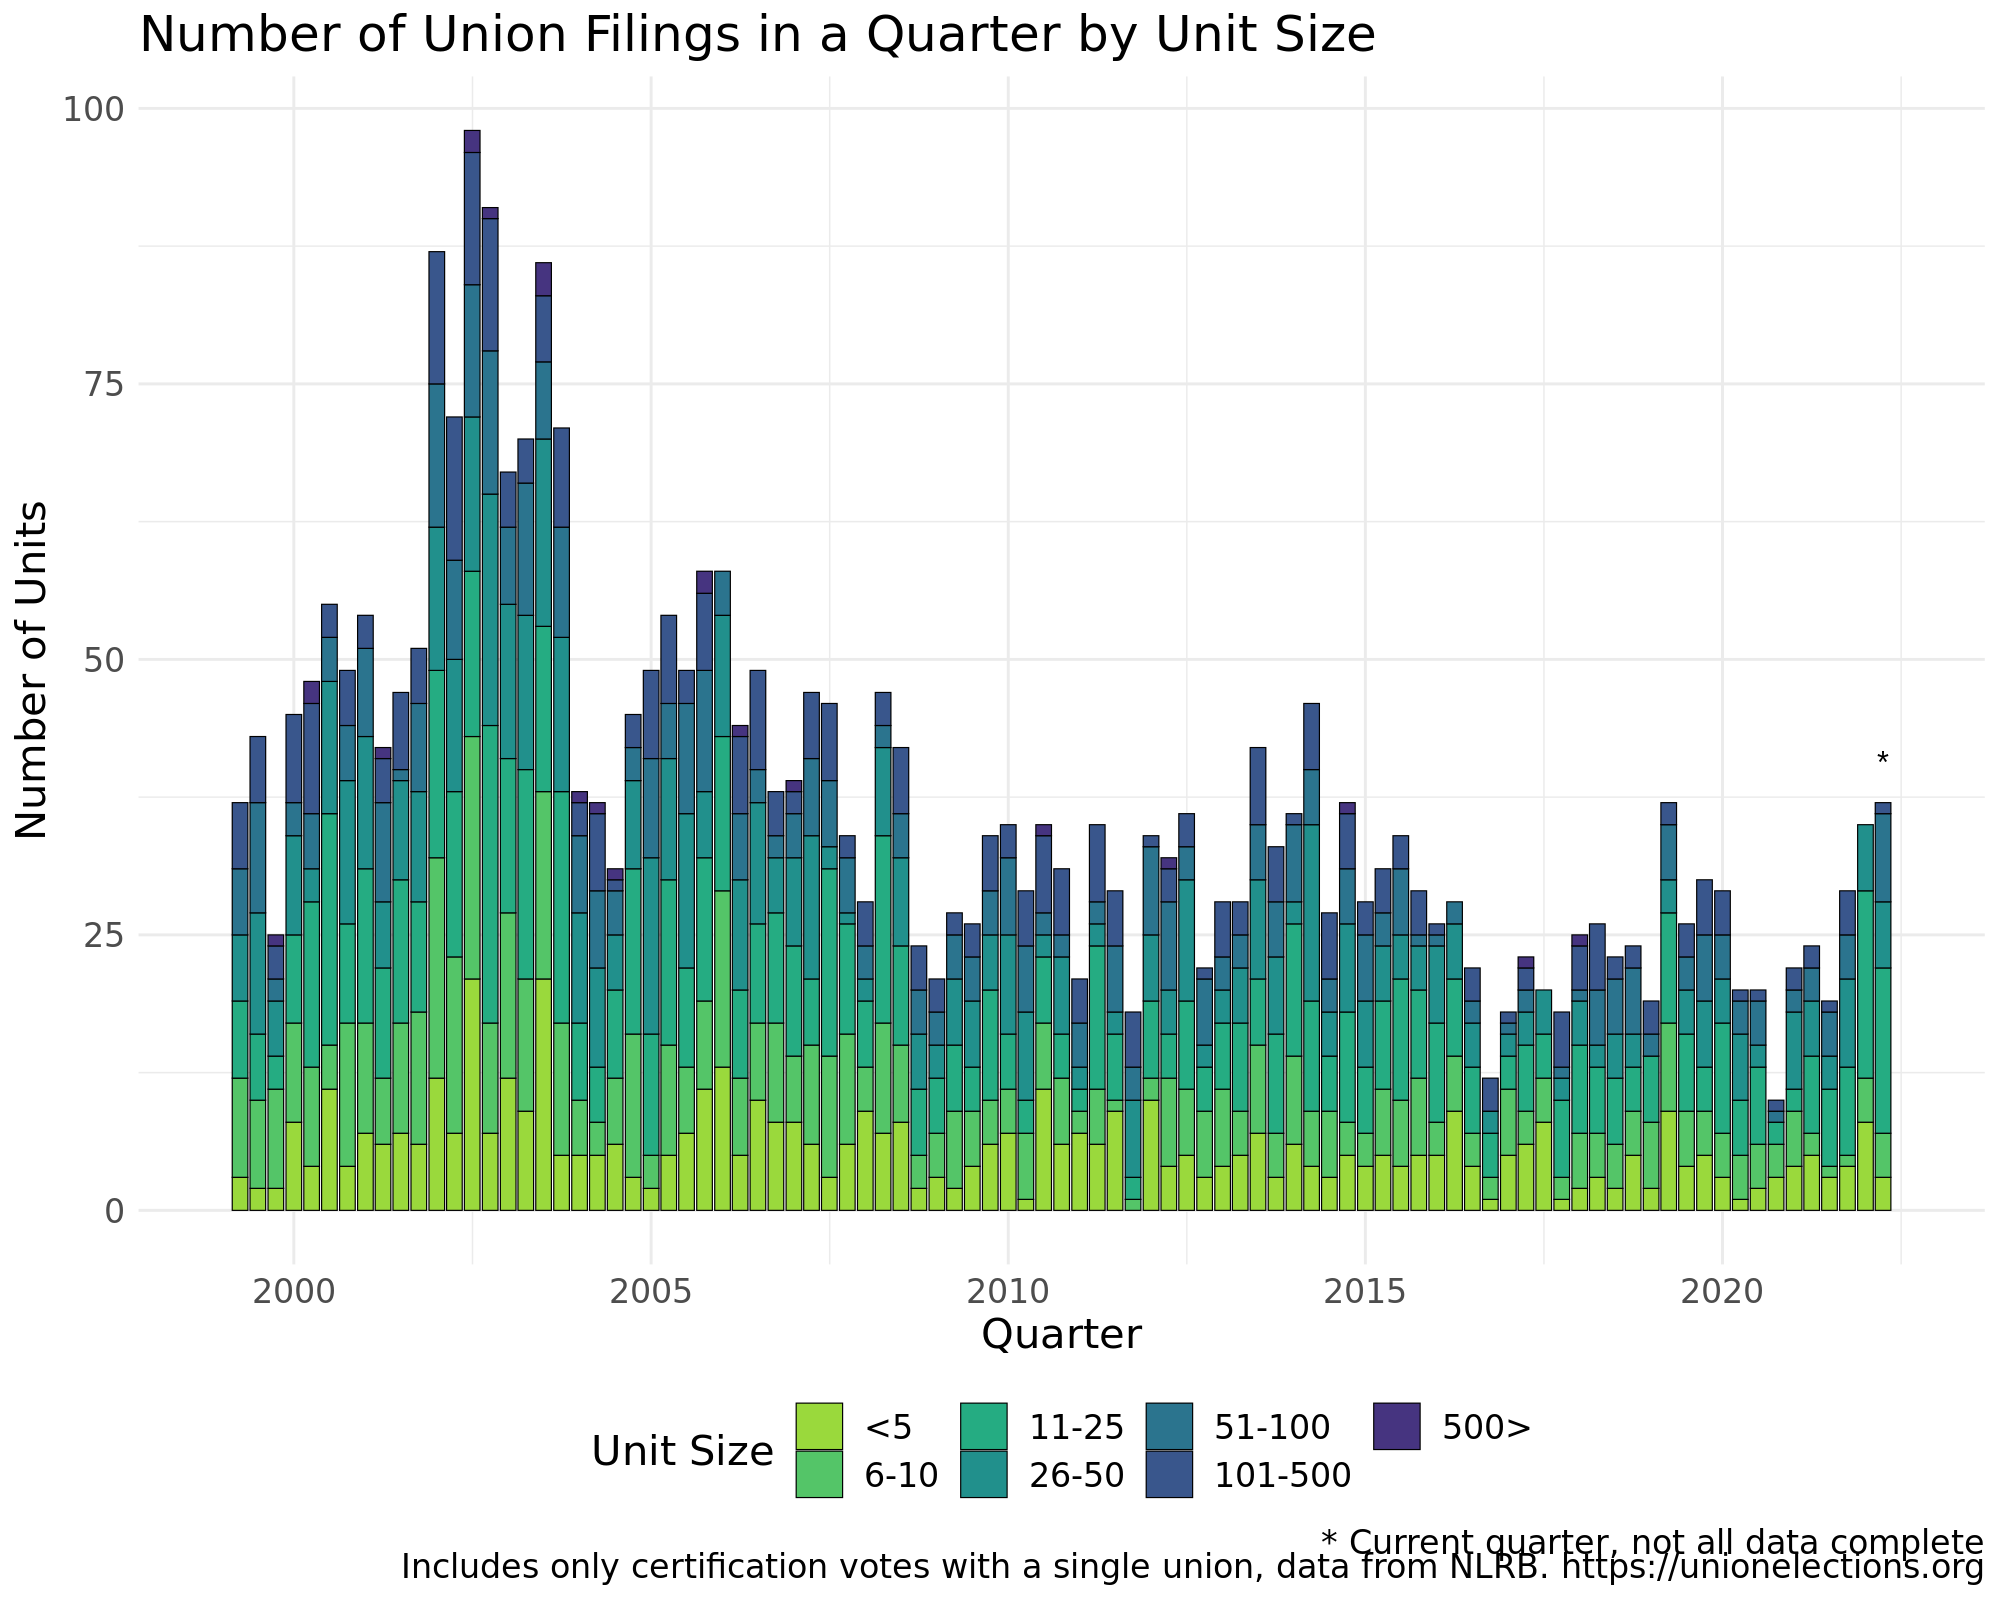 Number of Union Filings in a Quarter by Unit Size
Number of Units
100
75
50
25
0
*
2000 2005 2010 2015 2020
Quarter
Unit Size
<5 11-25 51-100 500>
6-10 26-50 101-500
* Current quarter, not all data complete
Includes only certification votes with a single union, data from NLRB. https://unionelections.org